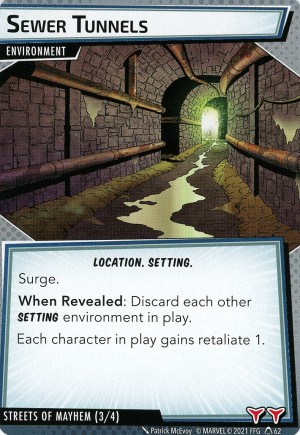 SEWER TUNNELS
ENVIRONMENT
LOCATION. SETTING.
Surge.
When Revealed: Discard each other
SETTING environment in play.
Each character in play gains retaliate 1.
STREETS OF MAYHEM (3/4)
Patrick McEvoy © MARVEL © 2021 FFG 62